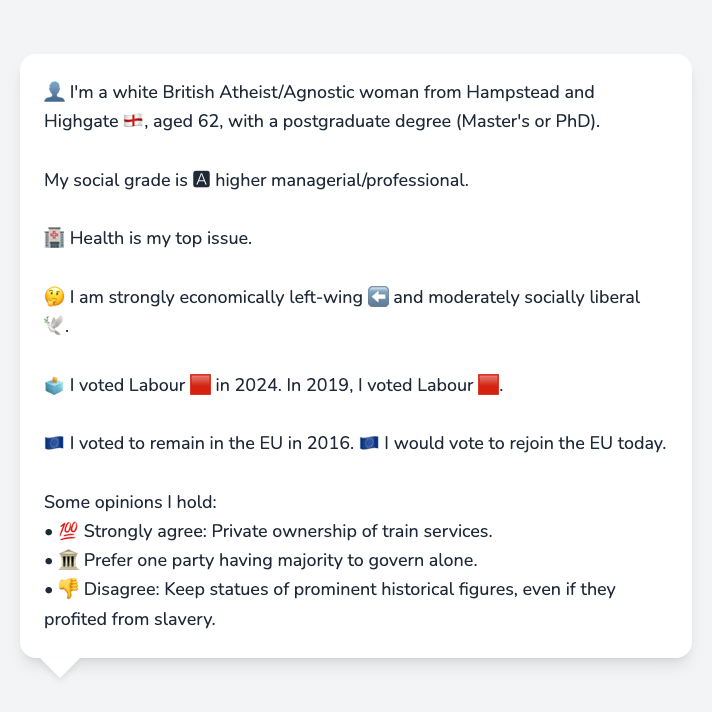 👤 I'm a white British Atheist/Agnostic woman from Hampstead and
Highgate 🏴󠁧󠁢󠁥󠁮󠁧󠁿, aged 62, with a postgraduate degree (Master's or PhD).
My social grade is 🅰 higher managerial/professional.
🏥 Health is my top issue.
🤔 I am strongly economically left-wing ⬅️ and moderately socially liberal
🕊️.
🗳️ I voted Labour 🟥 in 2024. In 2019, I voted Labour 🟥.
🇪🇺 I voted to remain in the EU in 2016. 🇪🇺 I would vote to rejoin the EU today.
Some opinions I hold:
• 💯 Strongly agree: Private ownership of train services.
• 🏛️ Prefer one party having majority to govern alone.
• 👎 Disagree: Keep statues of prominent historical figures, even if they
profited from slavery.